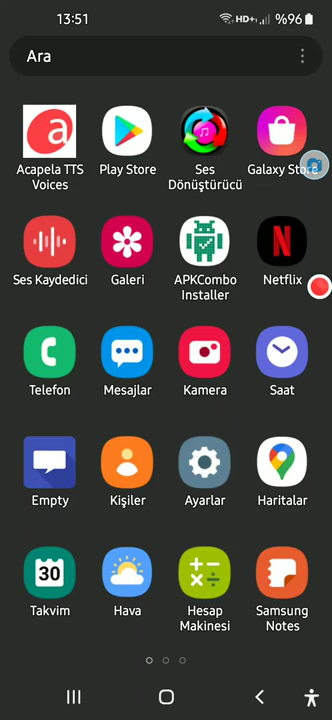 13:51
HD+ %96
Ara
Acapela TTS Voices
Play Store
Ses Dönüştürücü
Galaxy Store
Ses Kaydedici
Galeri
APKCombo Installer
Netflix
Telefon
Mesajlar
Kamera
Saat
Empty
Kişiler
Ayarlar
Haritalar
30
Takvim
Hava
Hesap Makinesi
Samsung Notes